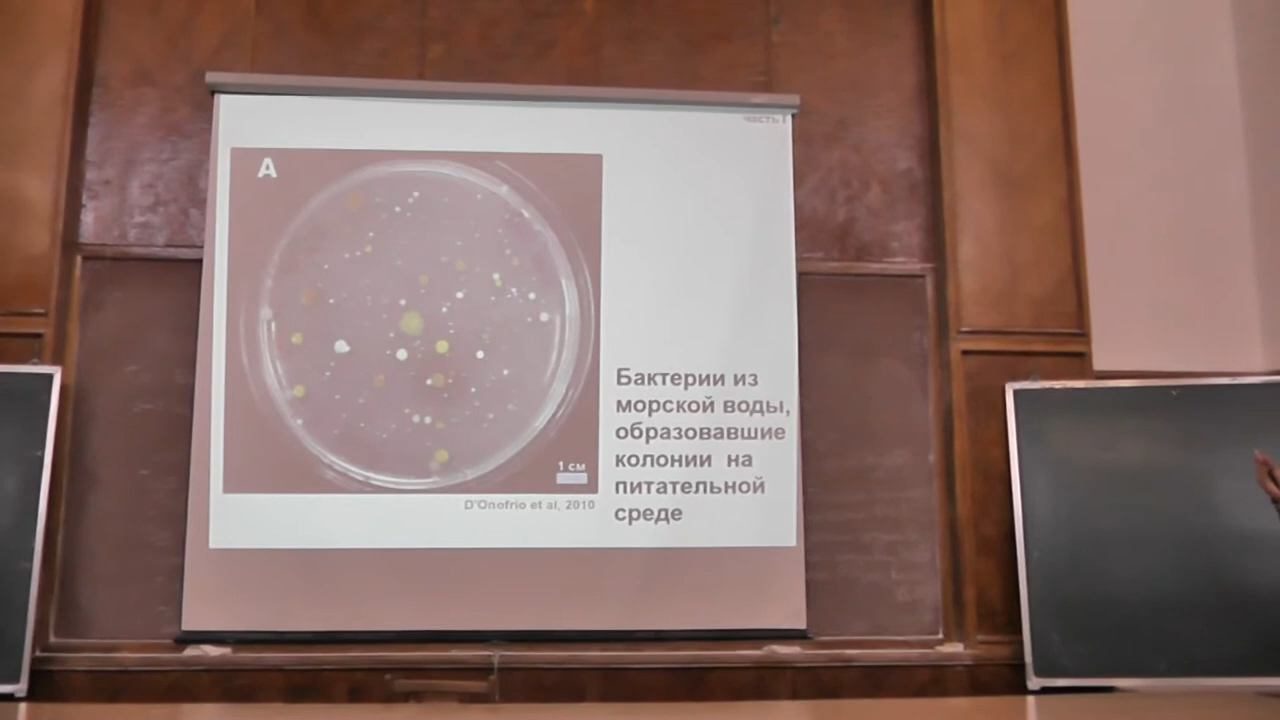 часть I
А
1 см
D'Onofrio et al, 2010
Бактерии из
морской воды,
образовавшие
колонии на
питательной
среде